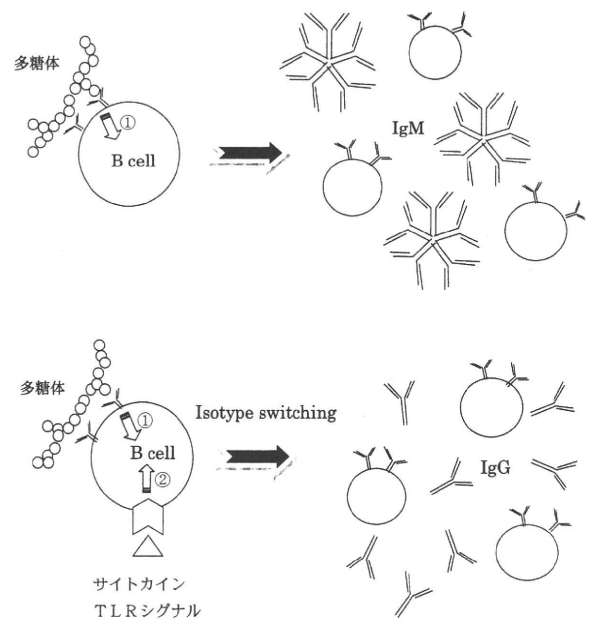 多糖体
①
B cell
IgM
多糖体
①
Isotype switching
B cell
②
IgG
サイトカイン
TLRシグナル